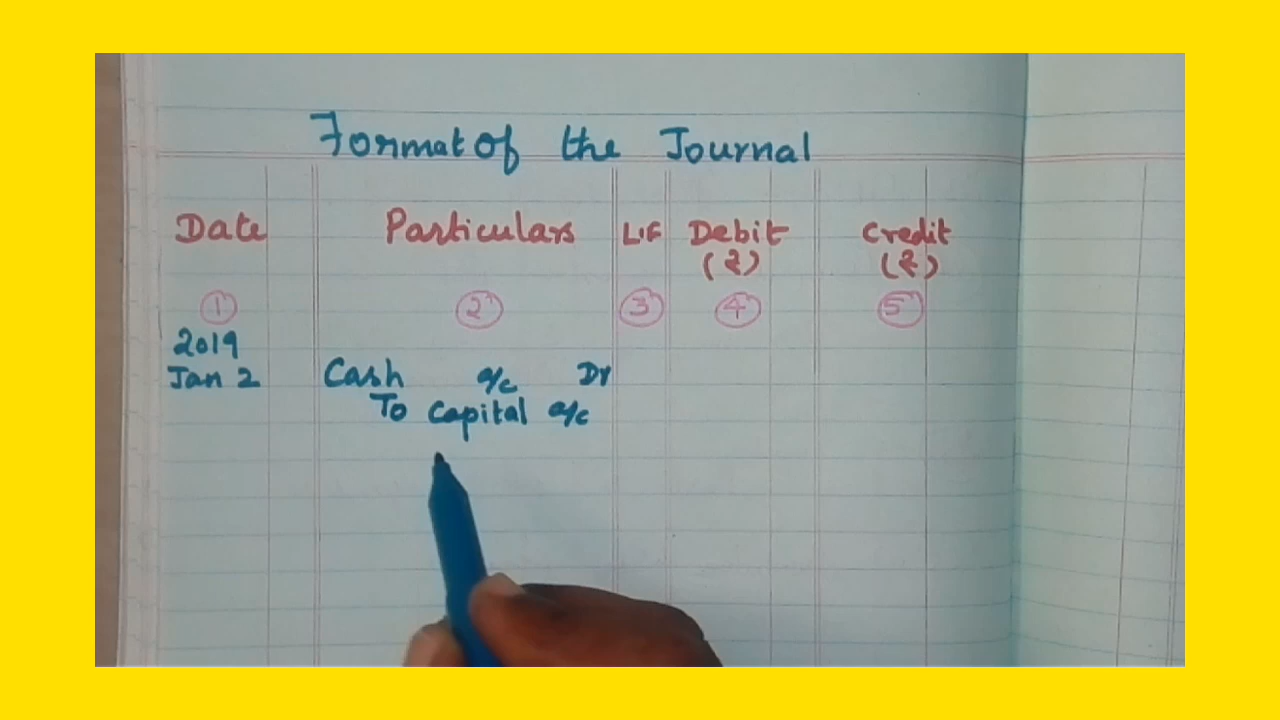 Format of the Journal
Date Particulars L.F Debit (₹) Credit (₹)
1 2 3 4 5
2019
Jan 2 Cash a/c Dr
To Capital a/c